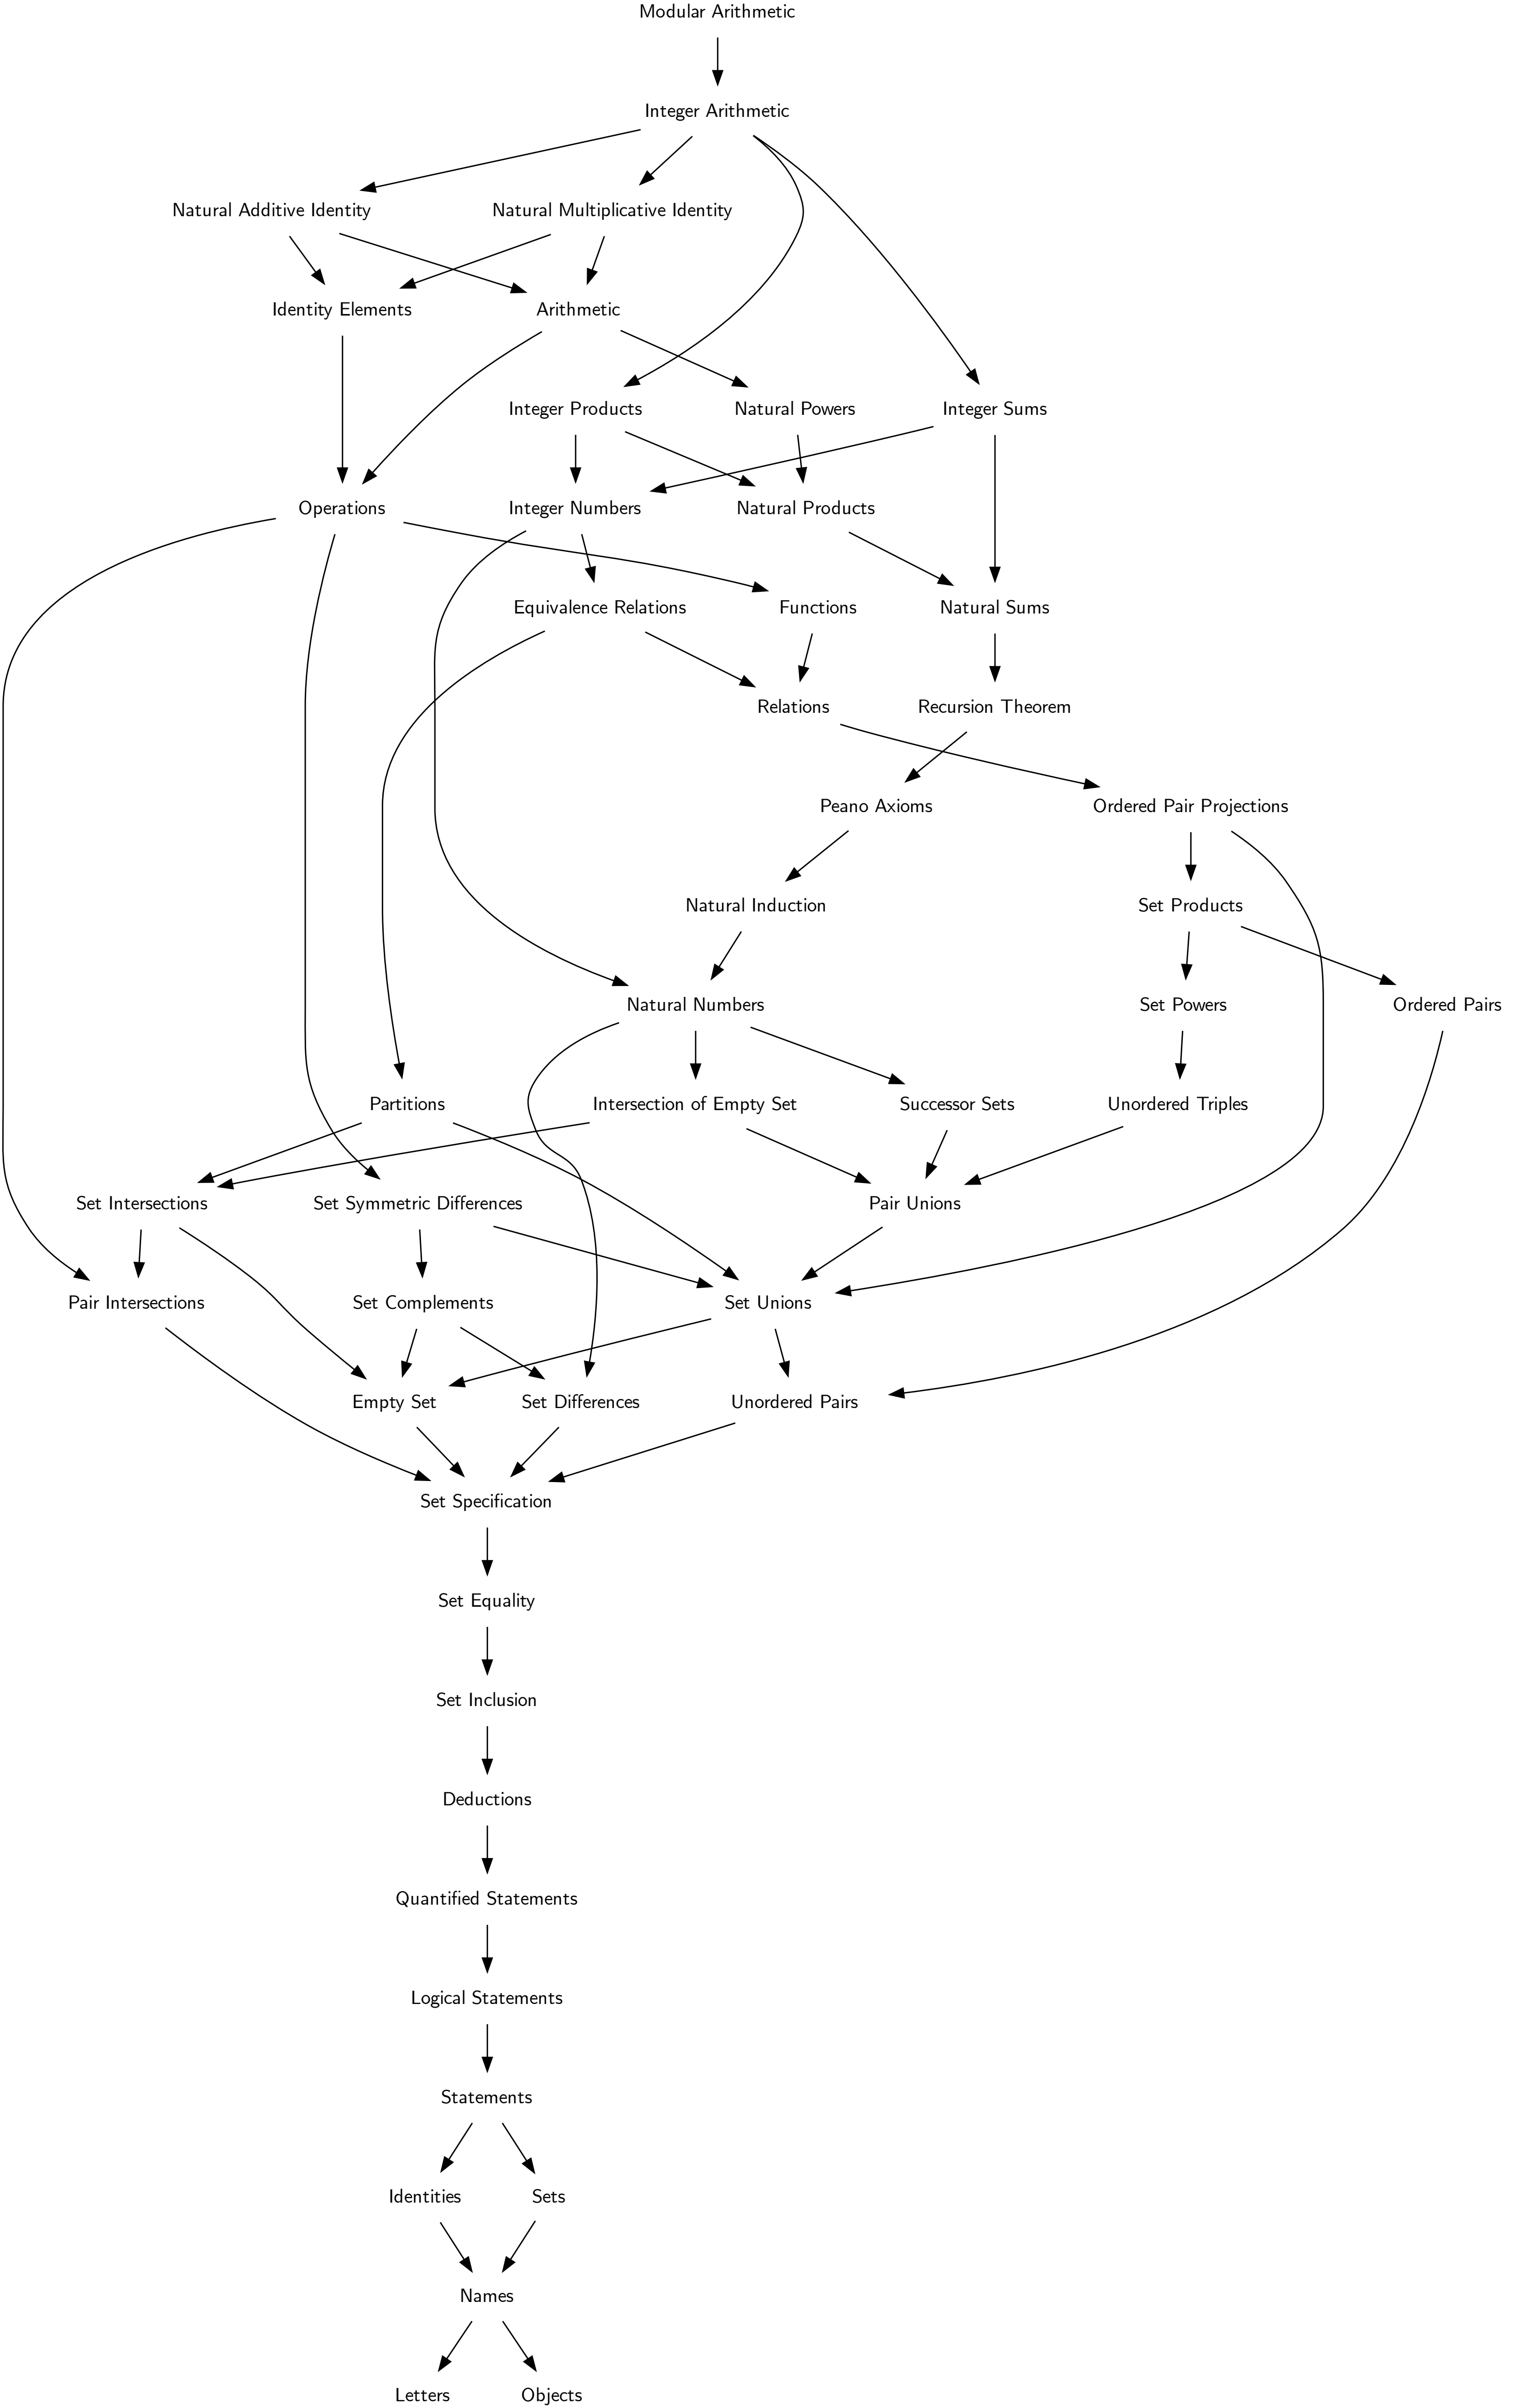 Modular Arithmetic
Integer Arithmetic
Natural Additive Identity
Natural Multiplicative Identity
Identity Elements
Arithmetic
Integer Products
Natural Powers
Integer Sums
Operations
Integer Numbers
Natural Products
Equivalence Relations
Functions
Natural Sums
Relations
Recursion Theorem
Peano Axioms
Ordered Pair Projections
Natural Induction
Set Products
Natural Numbers
Set Powers
Ordered Pairs
Partitions
Intersection of Empty Set
Successor Sets
Unordered Triples
Set Intersections
Set Symmetric Differences
Pair Unions
Pair Intersections
Set Complements
Set Unions
Empty Set
Set Differences
Unordered Pairs
Set Specification
Set Equality
Set Inclusion
Deductions
Quantified Statements
Logical Statements
Statements
Identities
Sets
Names
Letters
Objects